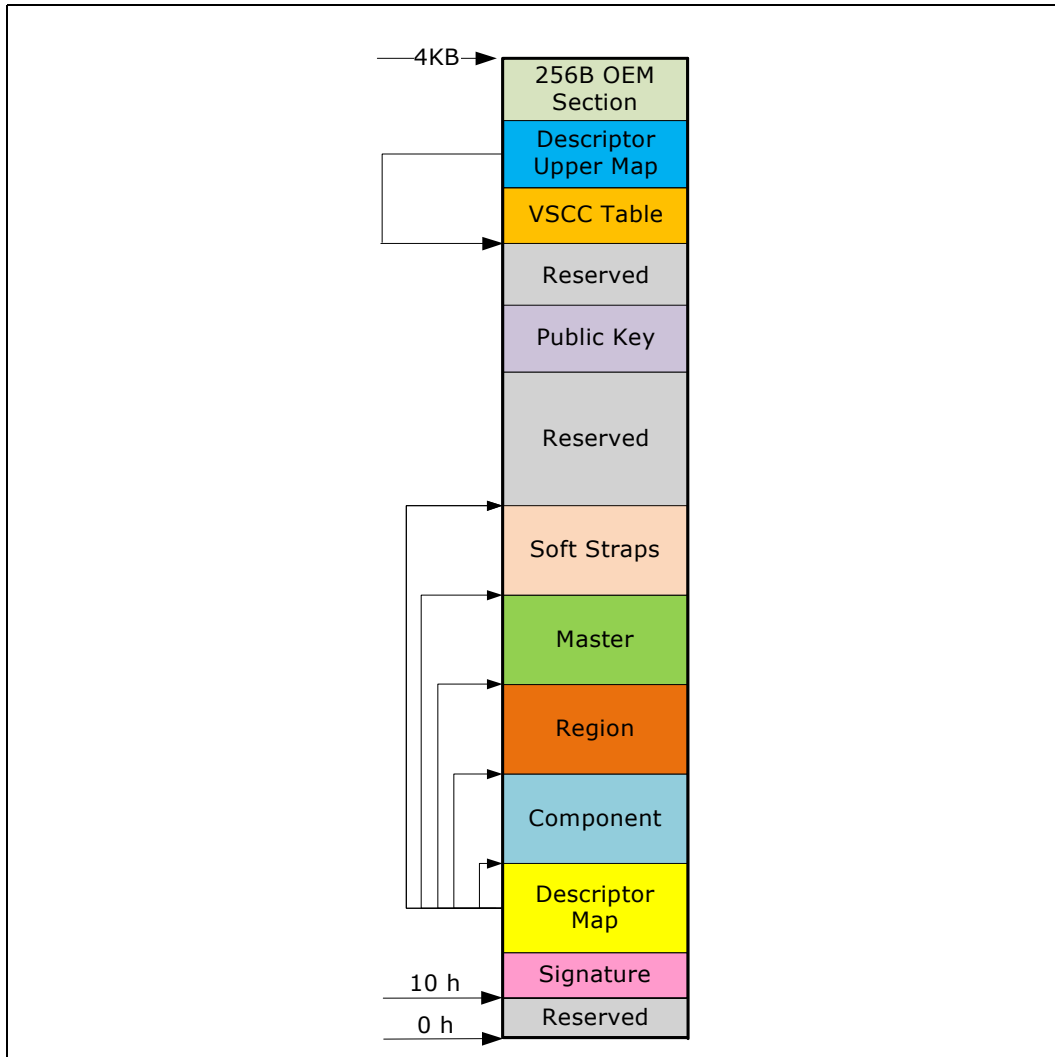 4KB
256B OEM
Section
Descriptor
Upper Map
VSCC Table
Reserved
Public Key
Reserved
Soft Straps
Master
Region
Component
Descriptor
Map
Signature
10 h
Reserved
0 h